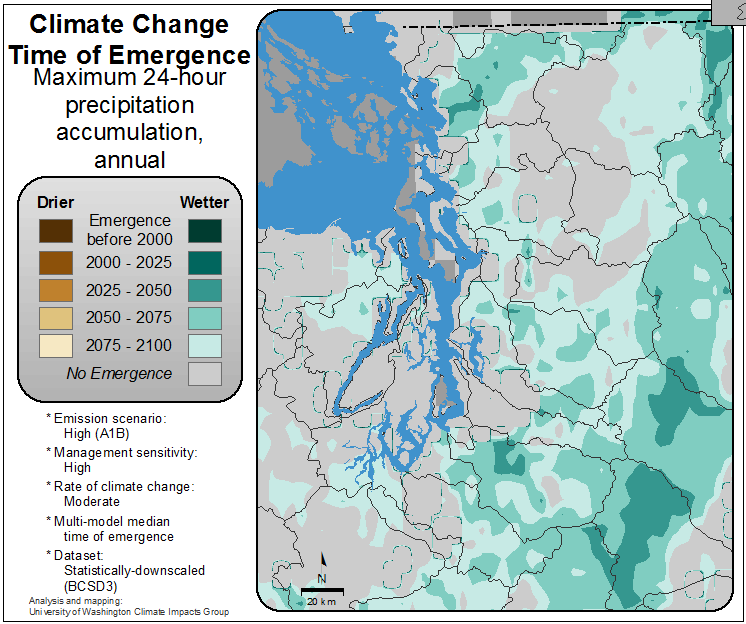 Climate Change
Time of Emergence
Maximum 24-hour
precipitation
accumulation,
annual
Drier Wetter
Emergence
before 2000
2000 - 2025
2025 - 2050
2050 - 2075
2075 - 2100
No Emergence
* Emission scenario:
High (A1B)
* Management sensitivity:
High
* Rate of climate change:
Moderate
* Multi-model median
time of emergence
* Dataset:
Statistically-downscaled
(BCSD3)
Analysis and mapping:
University of Washington Climate Impacts Group
N
20 km